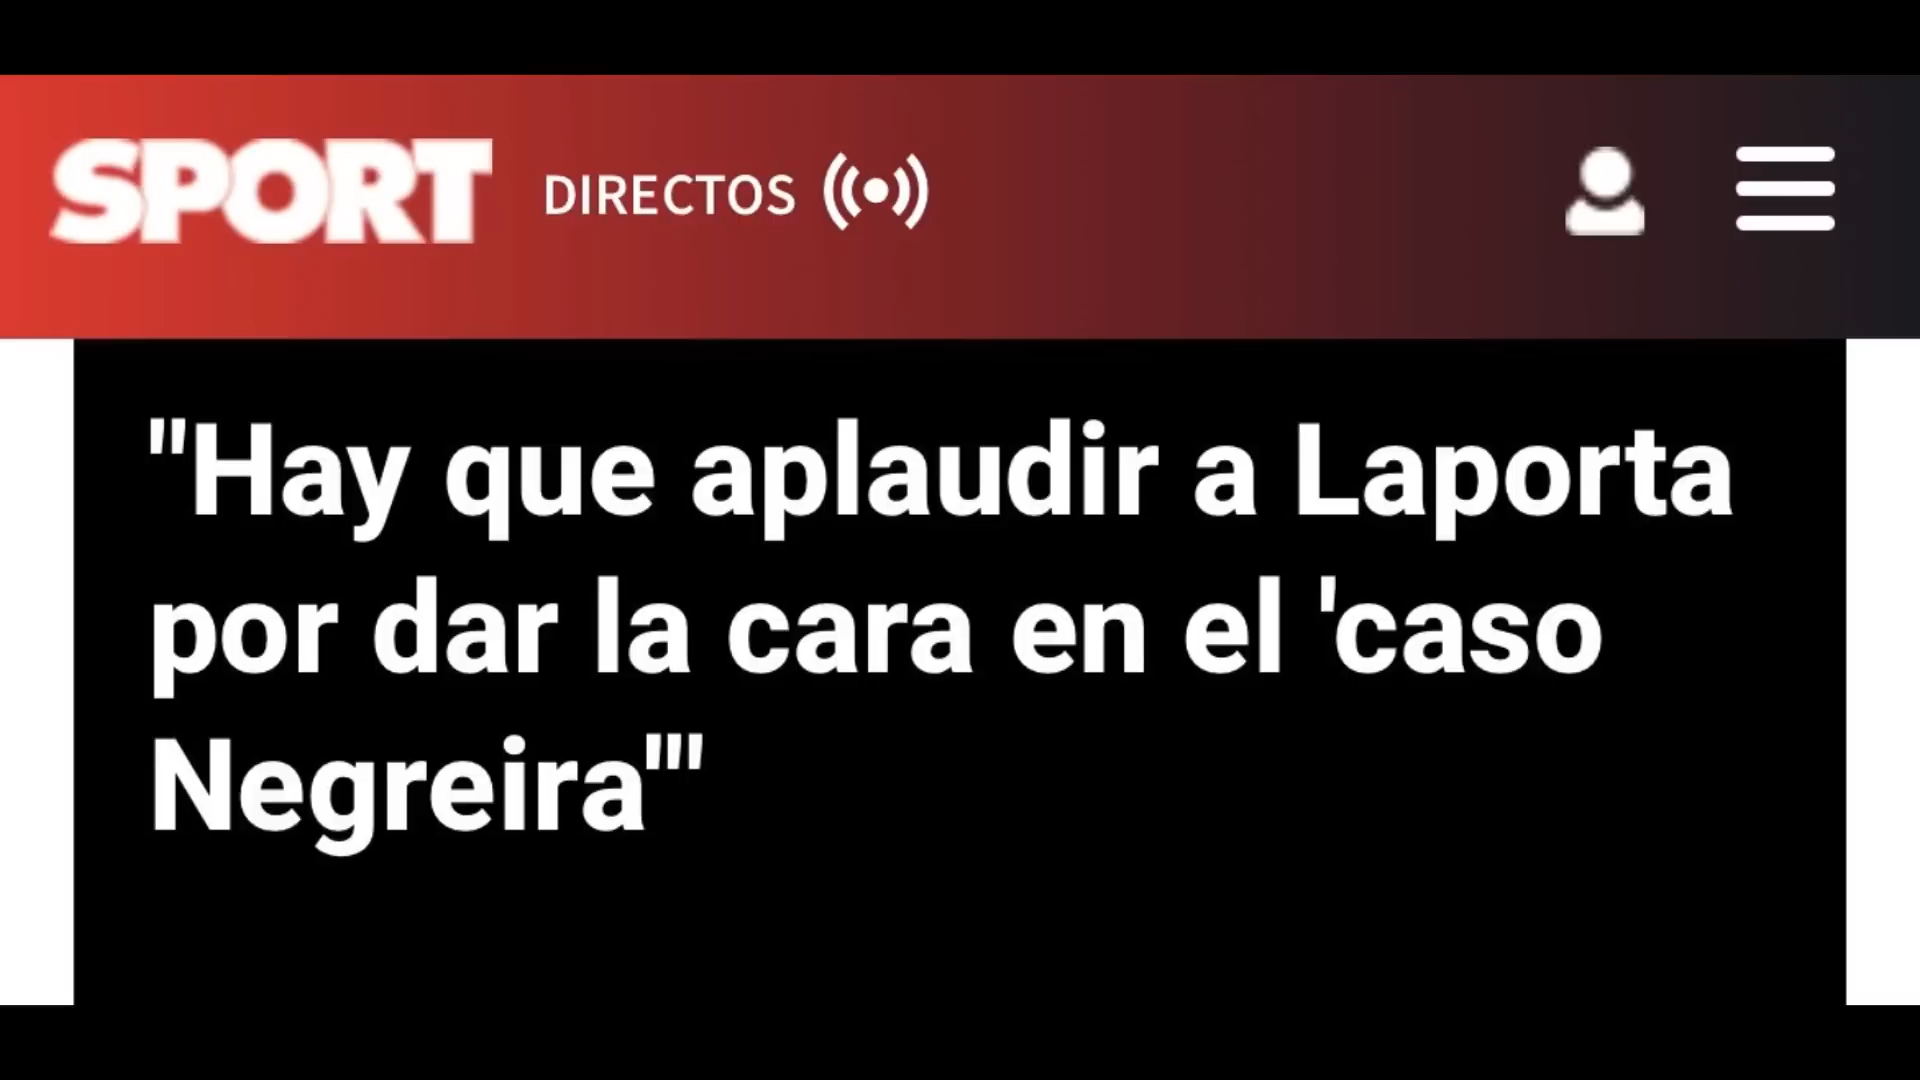 SPORT DIRECTOS
"Hay que aplaudir a Laporta
por dar la cara en el 'caso
Negreira'"